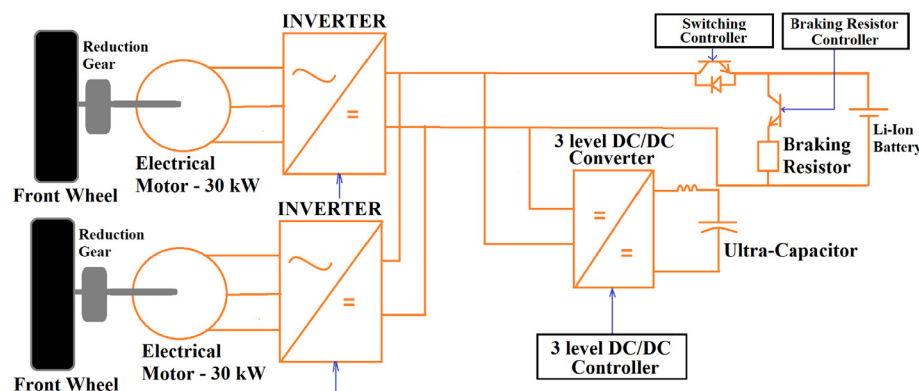 INVERTER
Switching
Controller
Braking Resistor
Controller
Reduction
Gear
Electrical
Motor - 30 kW
Front Wheel
=
3 level DC/DC
Converter
Braking
Resistor
Li-Ion
Battery
INVERTER
Reduction
Gear
=
=
=
Ultra-Capacitor
Electrical
Motor - 30 kW
Front Wheel
3 level DC/DC
Controller